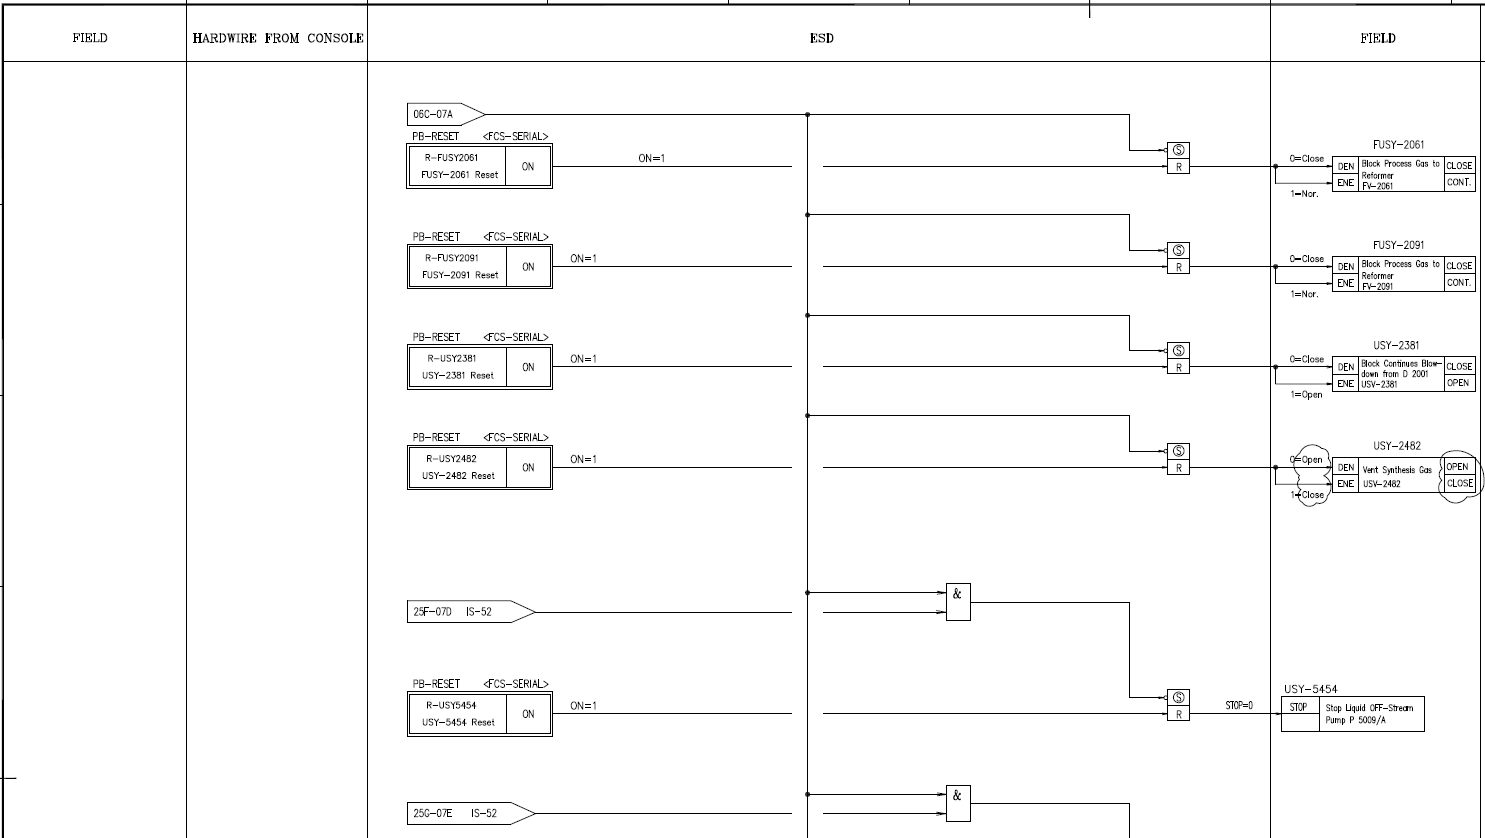 FIELD
HARDWIRE FROM CONSOLE
ESD
FIELD
06C-07A
PB-RESET <FCS-SERIAL>
R-FUSY2061
FUSY-2061 Reset
ON
ON=1
S
R
0=Close
1=Nor.
FUSY-2061
DEN
ENE
Block Process Gas to
Reformer
FV-2061
CLOSE
CONT.
PB-RESET <FCS-SERIAL>
R-FUSY2091
FUSY-2091 Reset
ON
ON=1
S
R
0=Close
1=Nor.
FUSY-2091
DEN
ENE
Block Process Gas to
Reformer
FV-2091
CLOSE
CONT.
PB-RESET <FCS-SERIAL>
R-USY2381
USY-2381 Reset
ON
ON=1
S
R
0=Close
1=Open
USY-2381
DEN
ENE
Block Continues Blow-
down from D 2001
USV-2381
CLOSE
OPEN
PB-RESET <FCS-SERIAL>
R-USY2482
USY-2482 Reset
ON
ON=1
S
R
0=Open
1=Close
USY-2482
DEN
ENE
Vent Synthesis Gas
USV-2482
OPEN
CLOSE
25F-07D IS-52
&
PB-RESET <FCS-SERIAL>
R-USY5454
USY-5454 Reset
ON
ON=1
S
R
STOP=0
USY-5454
STOP
Stop Liquid OFF-Stream
Pump P 5009/A
25G-07E IS-52
&